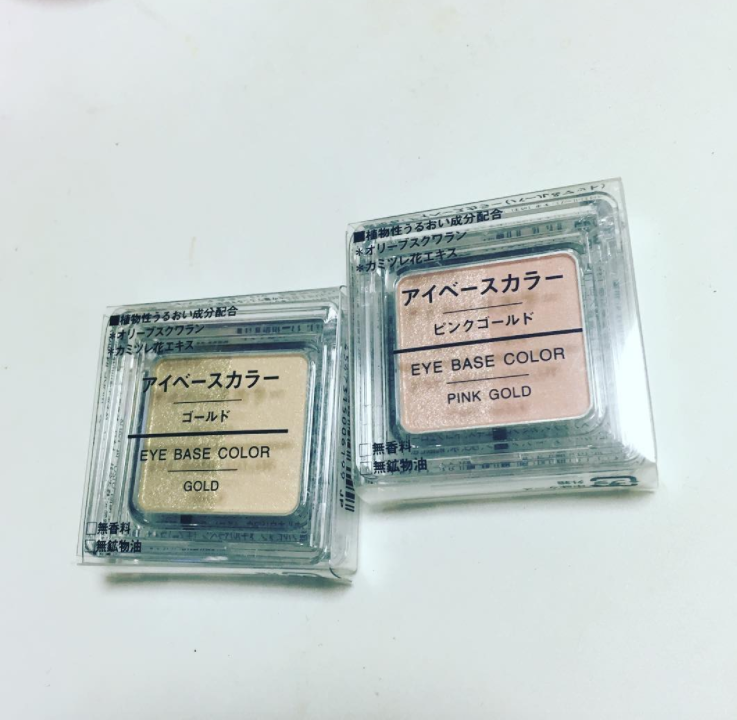 ■植物性うるおい成分配合
*オリーブスクワラン
*カミツレ花エキス
アイベースカラー
ゴールド
EYE BASE COLOR
GOLD
□無香料
□無鉱物油
■植物性うるおい成分配合
*オリーブスクワラン
*カミツレ花エキス
アイベースカラー
ピンクゴールド
EYE BASE COLOR
PINK GOLD
□無香料
□無鉱物油